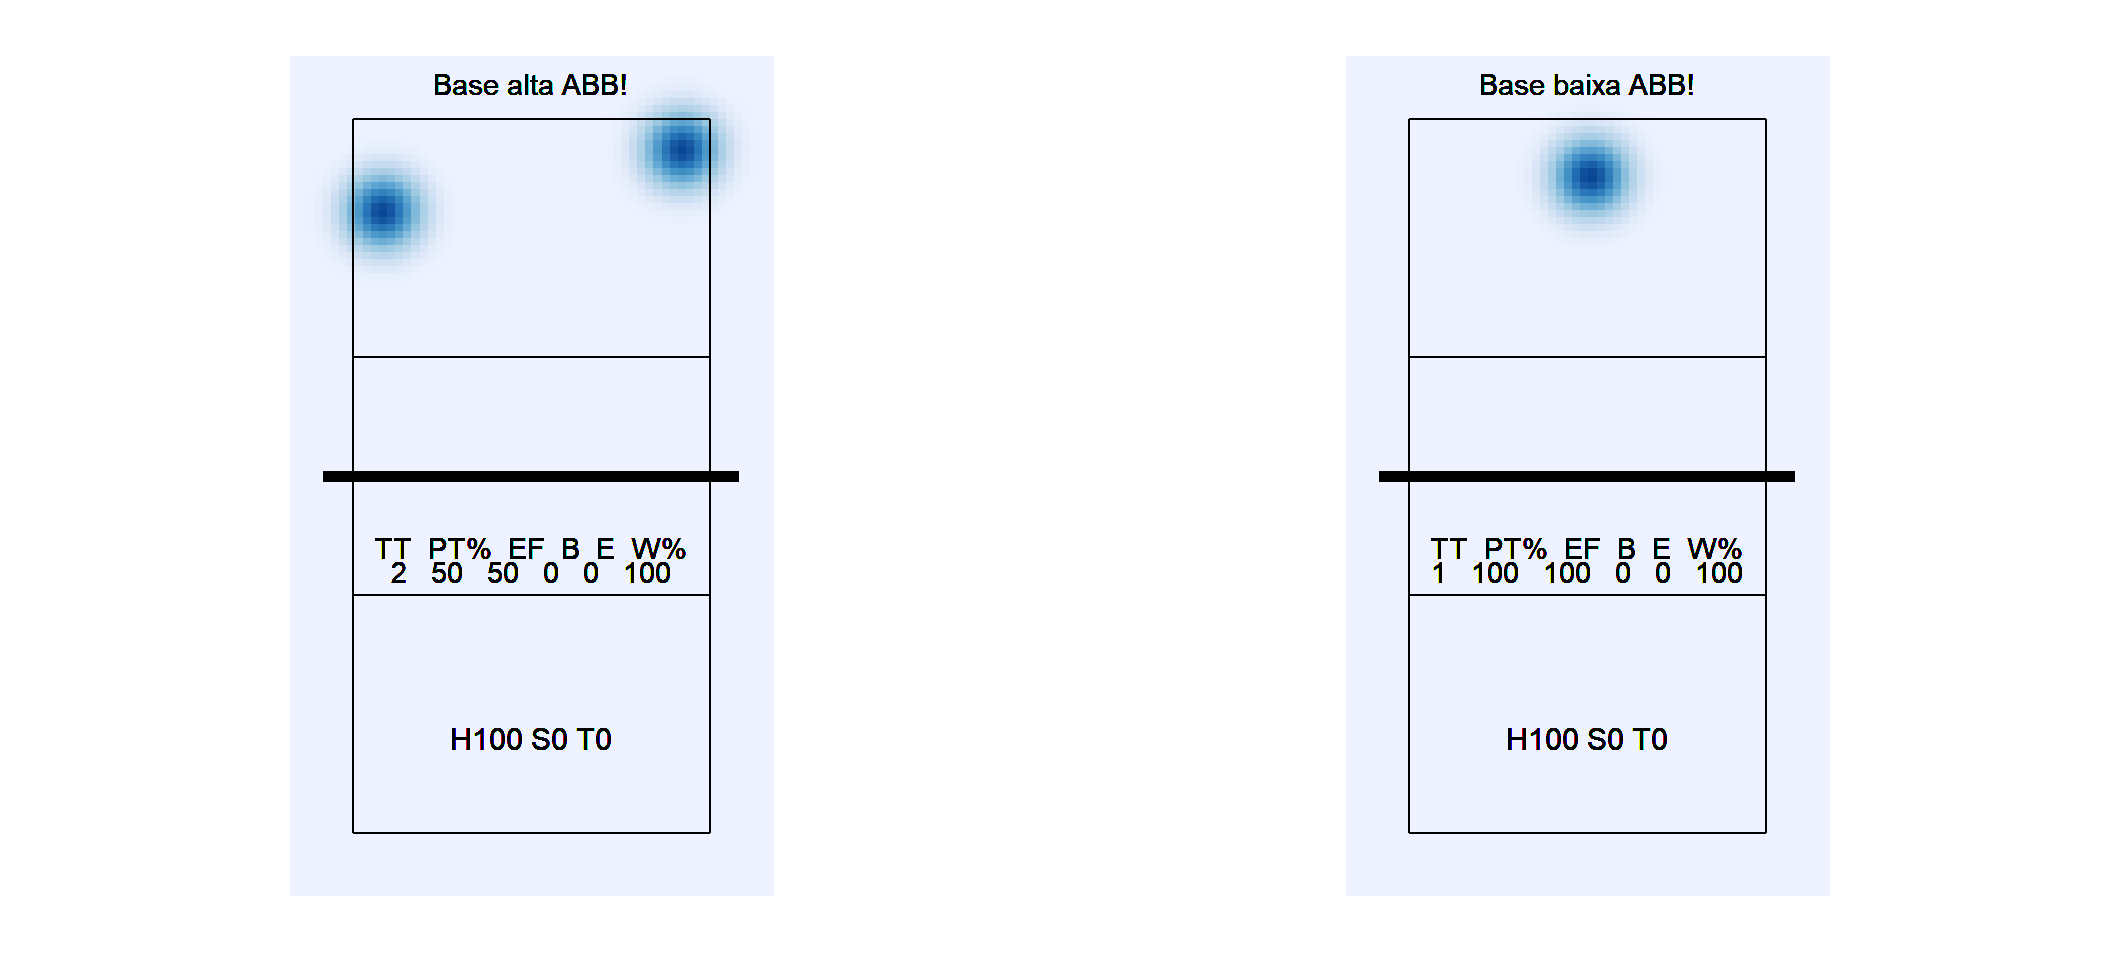 Base alta ABB!
TT PT% EF B E W%
2 50 50 0 0 100
H100 S0 T0
Base baixa ABB!
TT PT% EF B E W%
1 100 100 0 0 100
H100 S0 T0